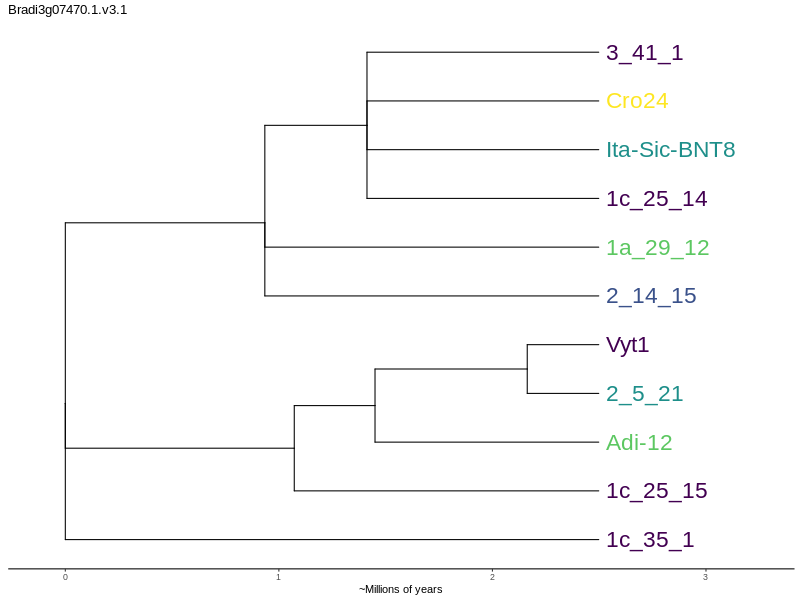 Bradi3g07470.1.v3.1
3_41_1
Cro24
Ita-Sic-BNT8
1c_25_14
1a_29_12
2_14_15
Vyt1
2_5_21
Adi-12
1c_25_15
1c_35_1
0 1 2 3
~Millions of years